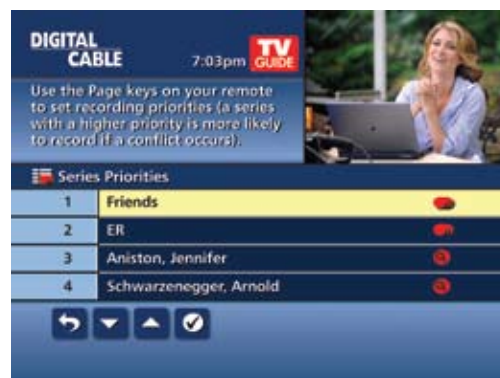 DIGITAL
CABLE
7:03pm
TV
GUIDE
Use the Page keys on your remote
to set recording priorities (a series
with a higher priority is more likely
to record if a conflict occurs).
Series Priorities
1 Friends
2 ER
3 Aniston, Jennifer
4 Schwarzenegger, Arnold